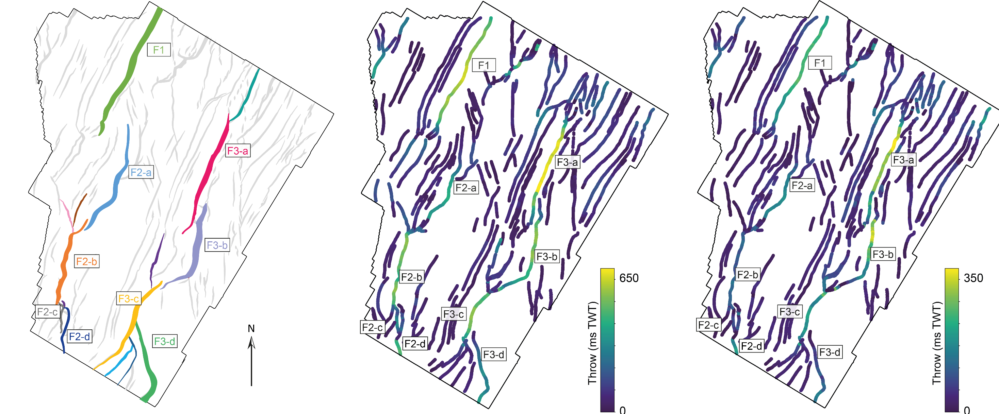 F1
F3-a
F2-a
F3-b
F2-b
F3-c
F2-c
F2-d
F3-d
N
F1
F3-a
F2-a
F3-b
F2-b
F3-c
F2-c
F2-d
F3-d
Throw (ms TWT)
650
0
F1
F3-a
F2-a
F3-b
F2-b
F3-c
F2-c
F2-d
F3-d
Throw (ms TWT)
350
0